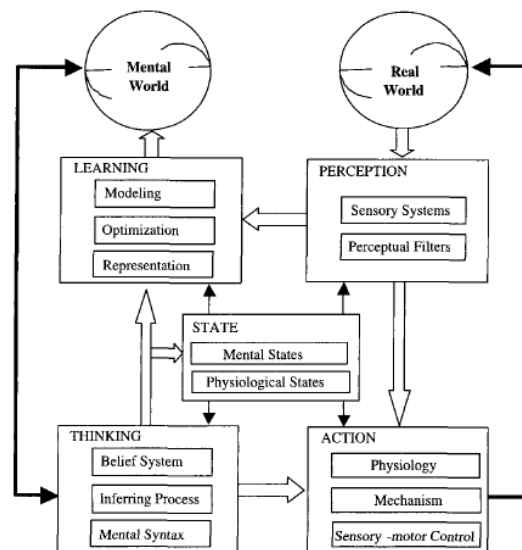 Mental
World
Real
World
LEARNING
Modeling
Optimization
Representation
PERCEPTION
Sensory Systems
Perceptual Filters
STATE
Mental States
Physiological States
THINKING
Belief System
Inferring Process
Mental Syntax
ACTION
Physiology
Mechanism
Sensory -motor Control